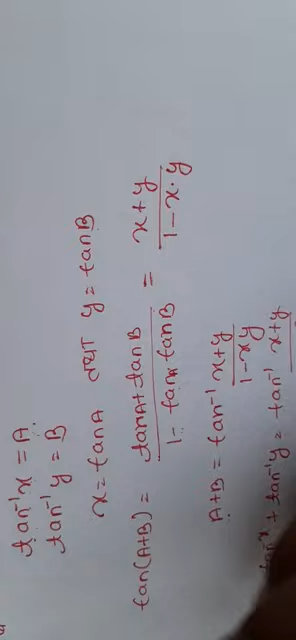 tan⁻¹x = A
tan⁻¹y = B
x = tanA तथा y = tanB
tan(A+B) = (tanA + tanB)/(1 - tanA tanB) = (x+y)/(1-x.y)
A+B = tan⁻¹ (x+y)/(1-xy)
tan⁻¹x + tan⁻¹y = tan⁻¹ x+y